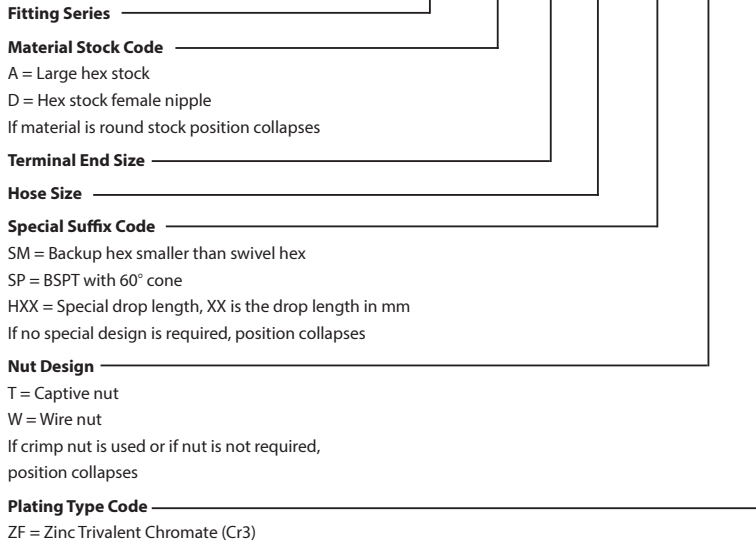 Fitting Series
Material Stock Code
A = Large hex stock
D = Hex stock female nipple
If material is round stock position collapses
Terminal End Size
Hose Size
Special Suffix Code
SM = Backup hex smaller than swivel hex
SP = BSPT with 60° cone
HXX = Special drop length, XX is the drop length in mm
If no special design is required, position collapses
Nut Design
T = Captive nut
W = Wire nut
If crimp nut is used or if nut is not required,
position collapses
Plating Type Code
ZF = Zinc Trivalent Chromate (Cr3)